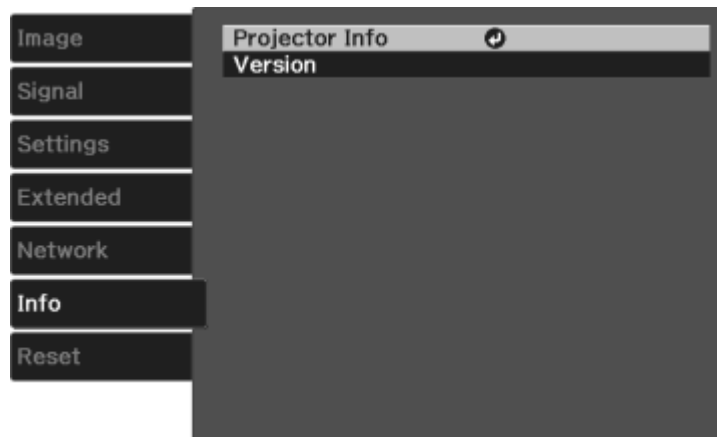 Image
Signal
Settings
Extended
Network
Info
Reset
Projector Info
Version